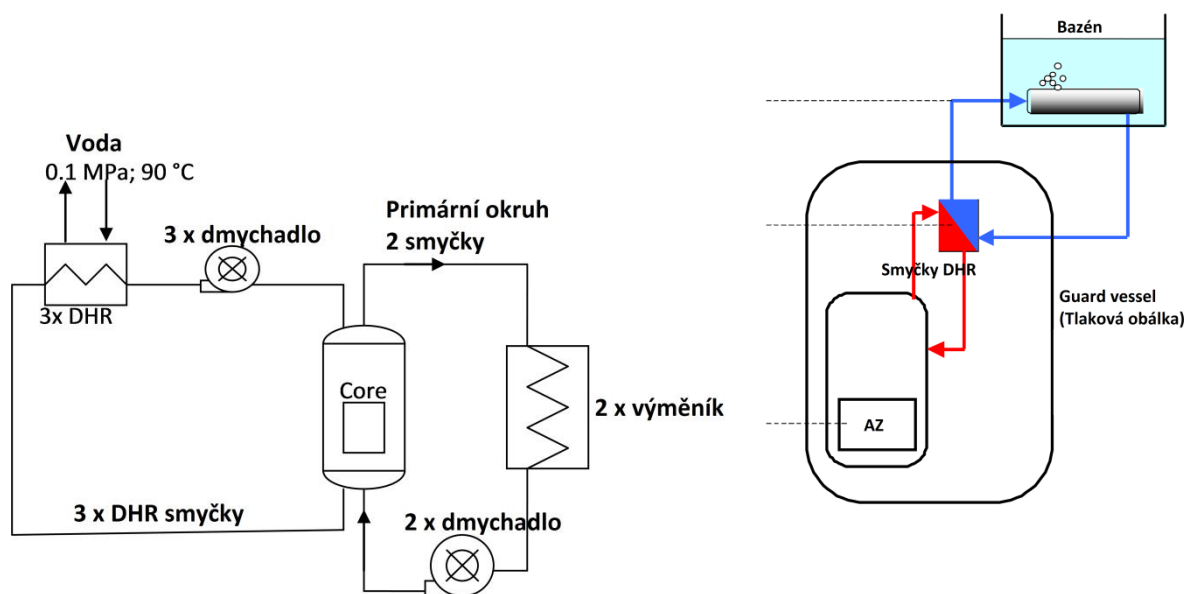 Voda
0.1 MPa; 90 °C
3x DHR
3 x dmychadlo
Primární okruh
2 smyčky
Core
2 x výměník
3 x DHR smyčky
2 x dmychadlo
Bazén
Smyčky DHR
Guard vessel
(Tlaková obálka)
AZ